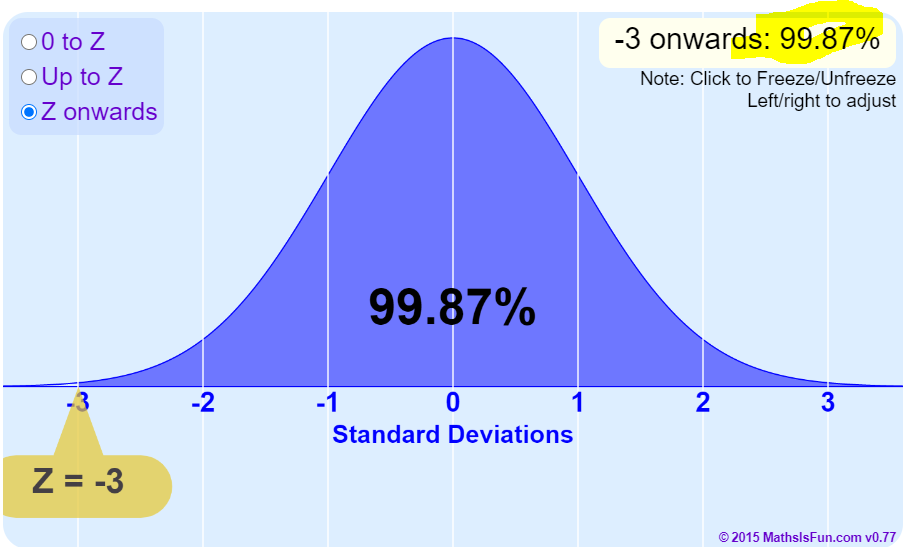 0 to Z
Up to Z
Z onwards
-3 onwards: 99.87%
Note: Click to Freeze/Unfreeze
Left/right to adjust
99.87%
-3 -2 -1 0 1 2 3
Standard Deviations
Z = -3
© 2015 MathsIsFun.com v0.77